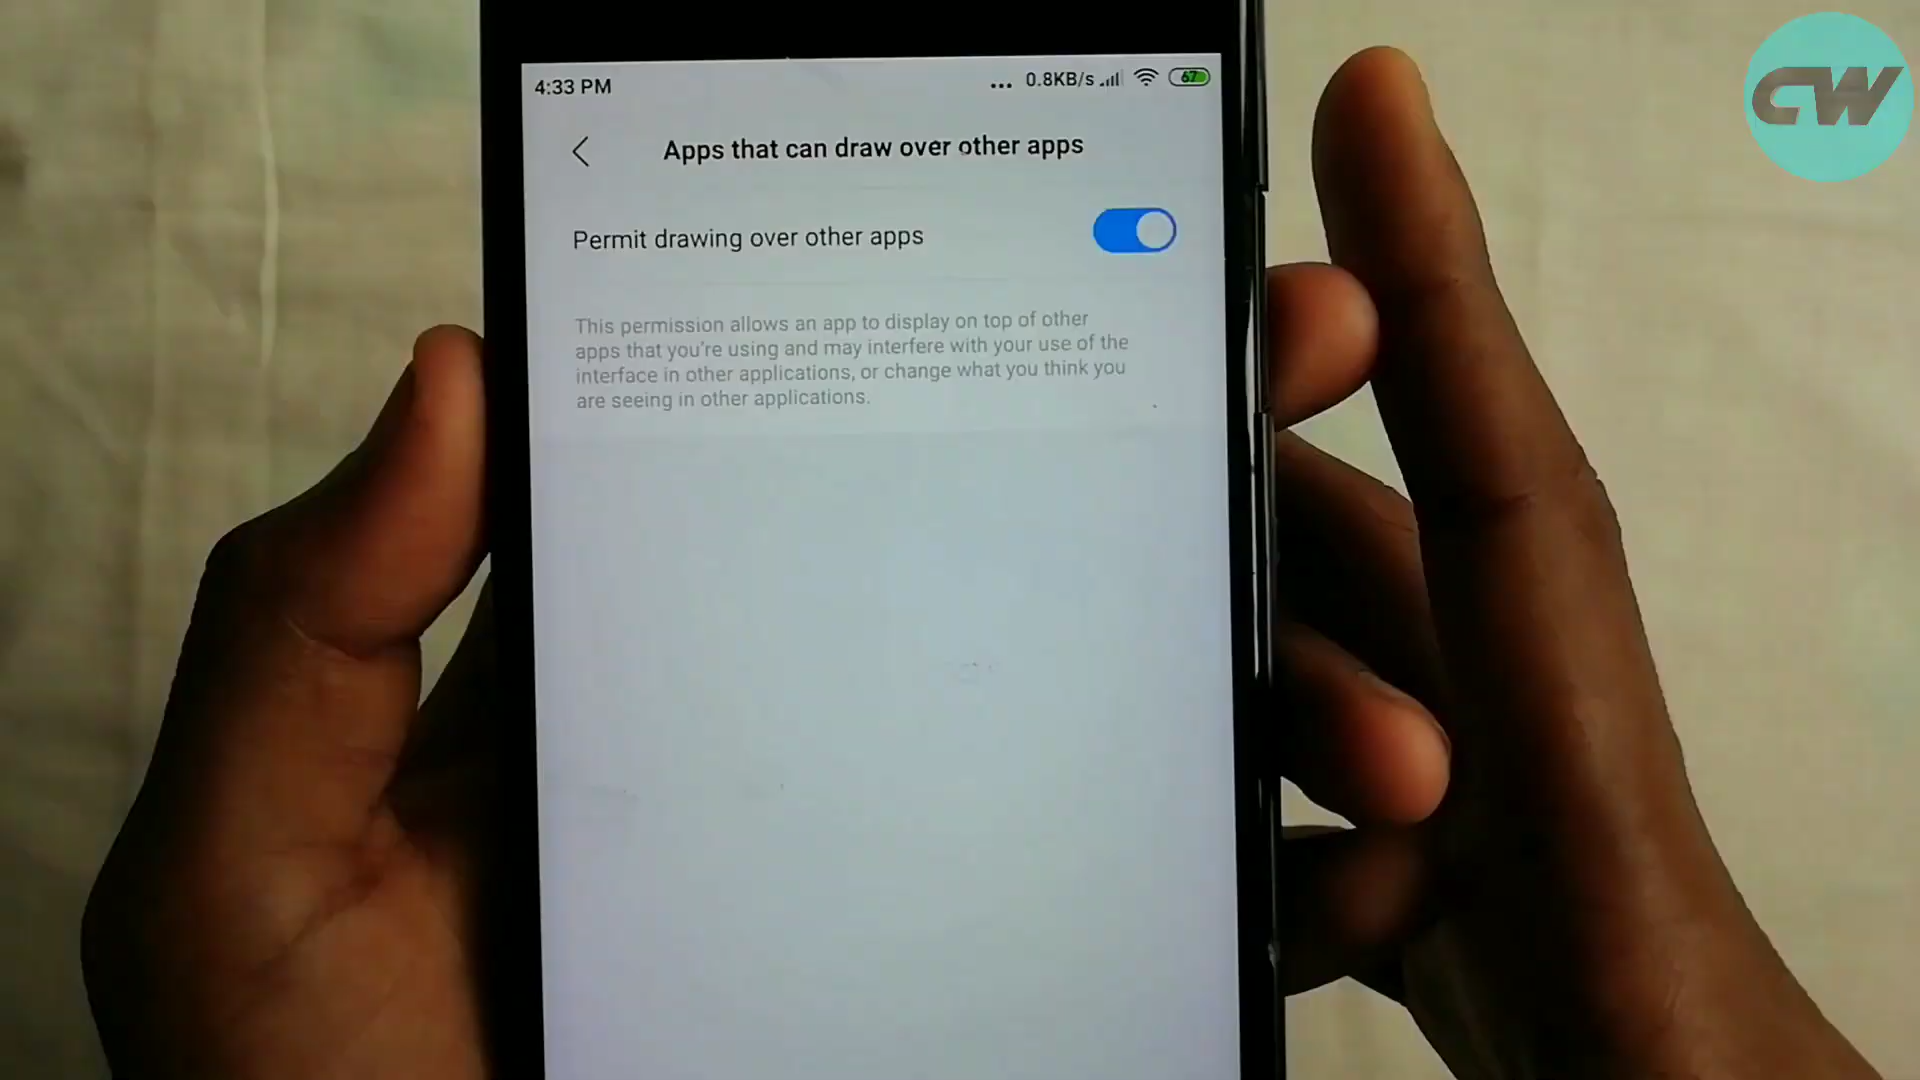 4:33 PM
... 0.8KB/s
67
Apps that can draw over other apps
Permit drawing over other apps
This permission allows an app to display on top of other
apps that you're using and may interfere with your use of the
interface in other applications, or change what you think you
are seeing in other applications.
CW